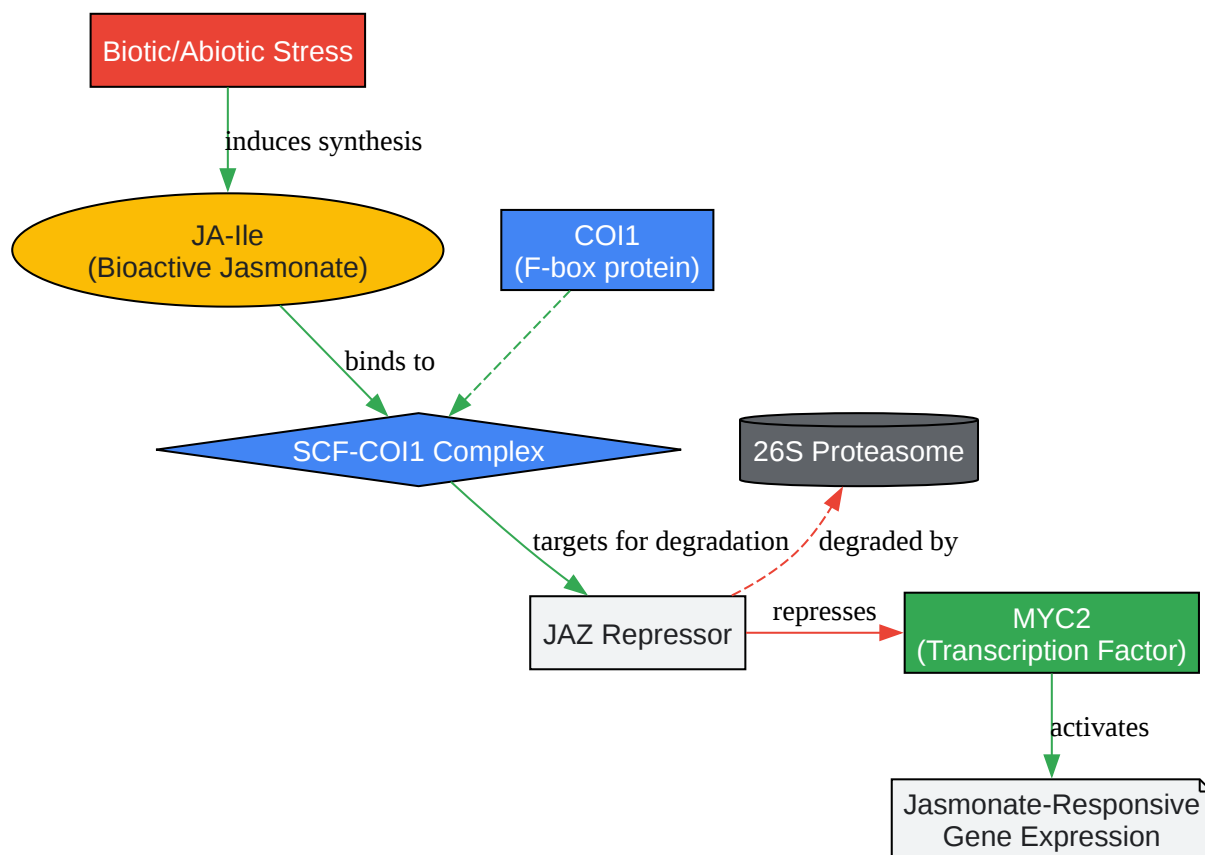 Biotic/Abiotic Stress
induces synthesis
JA-Ile
(Bioactive Jasmonate)
COI1
(F-box protein)
binds to
SCF-COI1 Complex
26S Proteasome
targets for degradation
degraded by
JAZ Repressor
represses
MYC2
(Transcription Factor)
activates
Jasmonate-Responsive
Gene Expression